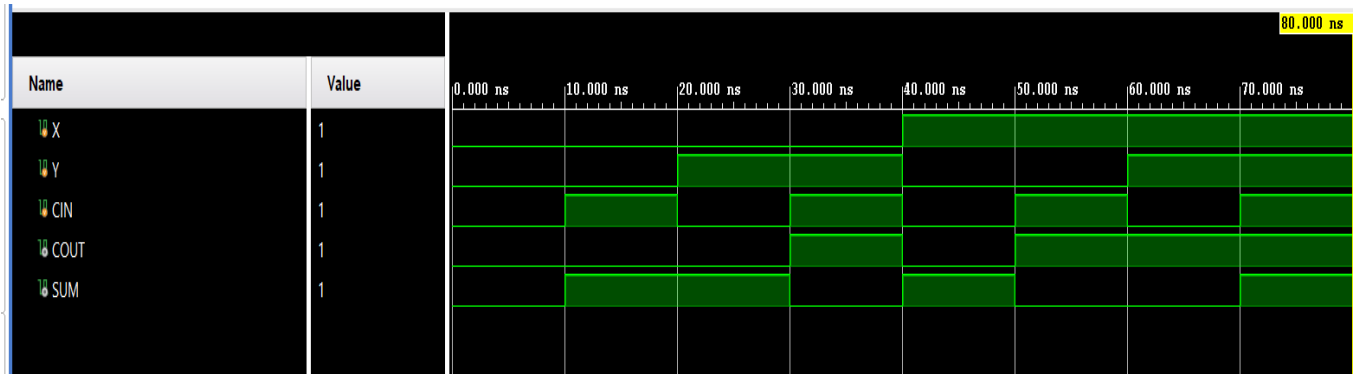 80.000 ns
Name Value
0.000 ns 10.000 ns 20.000 ns 30.000 ns 40.000 ns 50.000 ns 60.000 ns 70.000 ns
X 1
Y 1
CIN 1
COUT 1
SUM 1